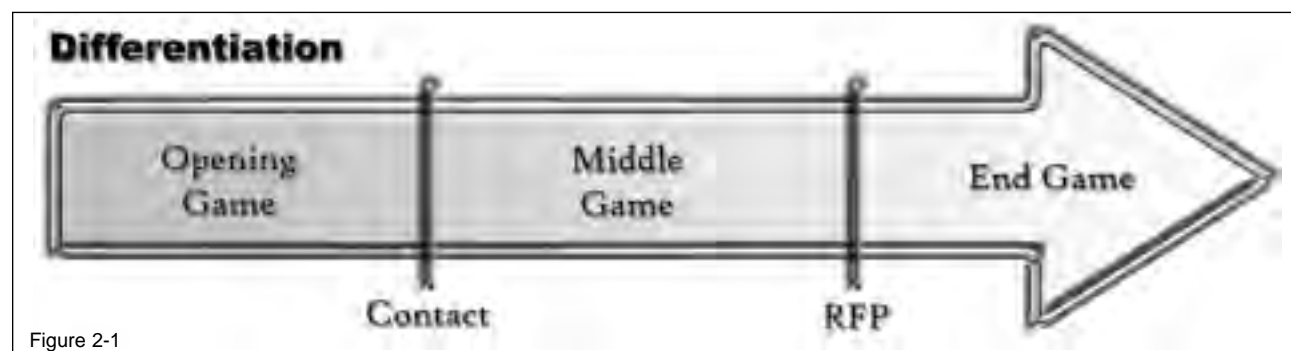 Differentiation
Opening
Game
Middle
Game
End Game
Contact
RFP
Figure 2-1